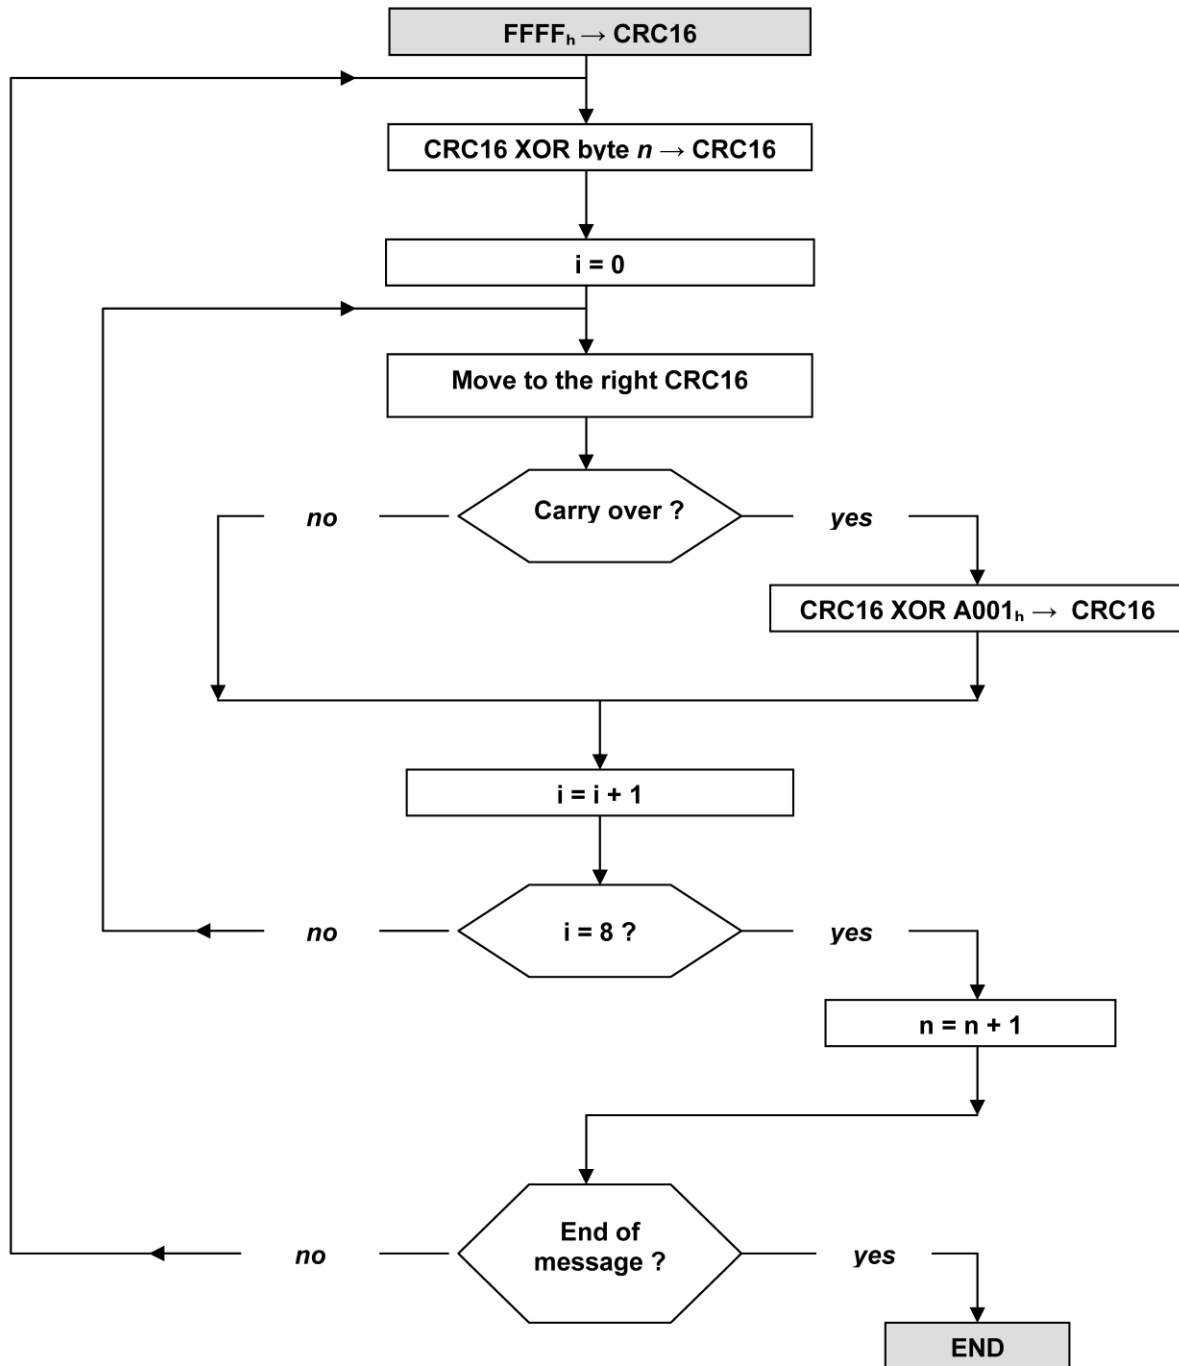 FFFFₕ → CRC16
CRC16 XOR byte n → CRC16
i = 0
Move to the right CRC16
Carry over ?
no
yes
CRC16 XOR A001ₕ → CRC16
i = i + 1
i = 8 ?
no
yes
n = n + 1
End of
message ?
no
yes
END